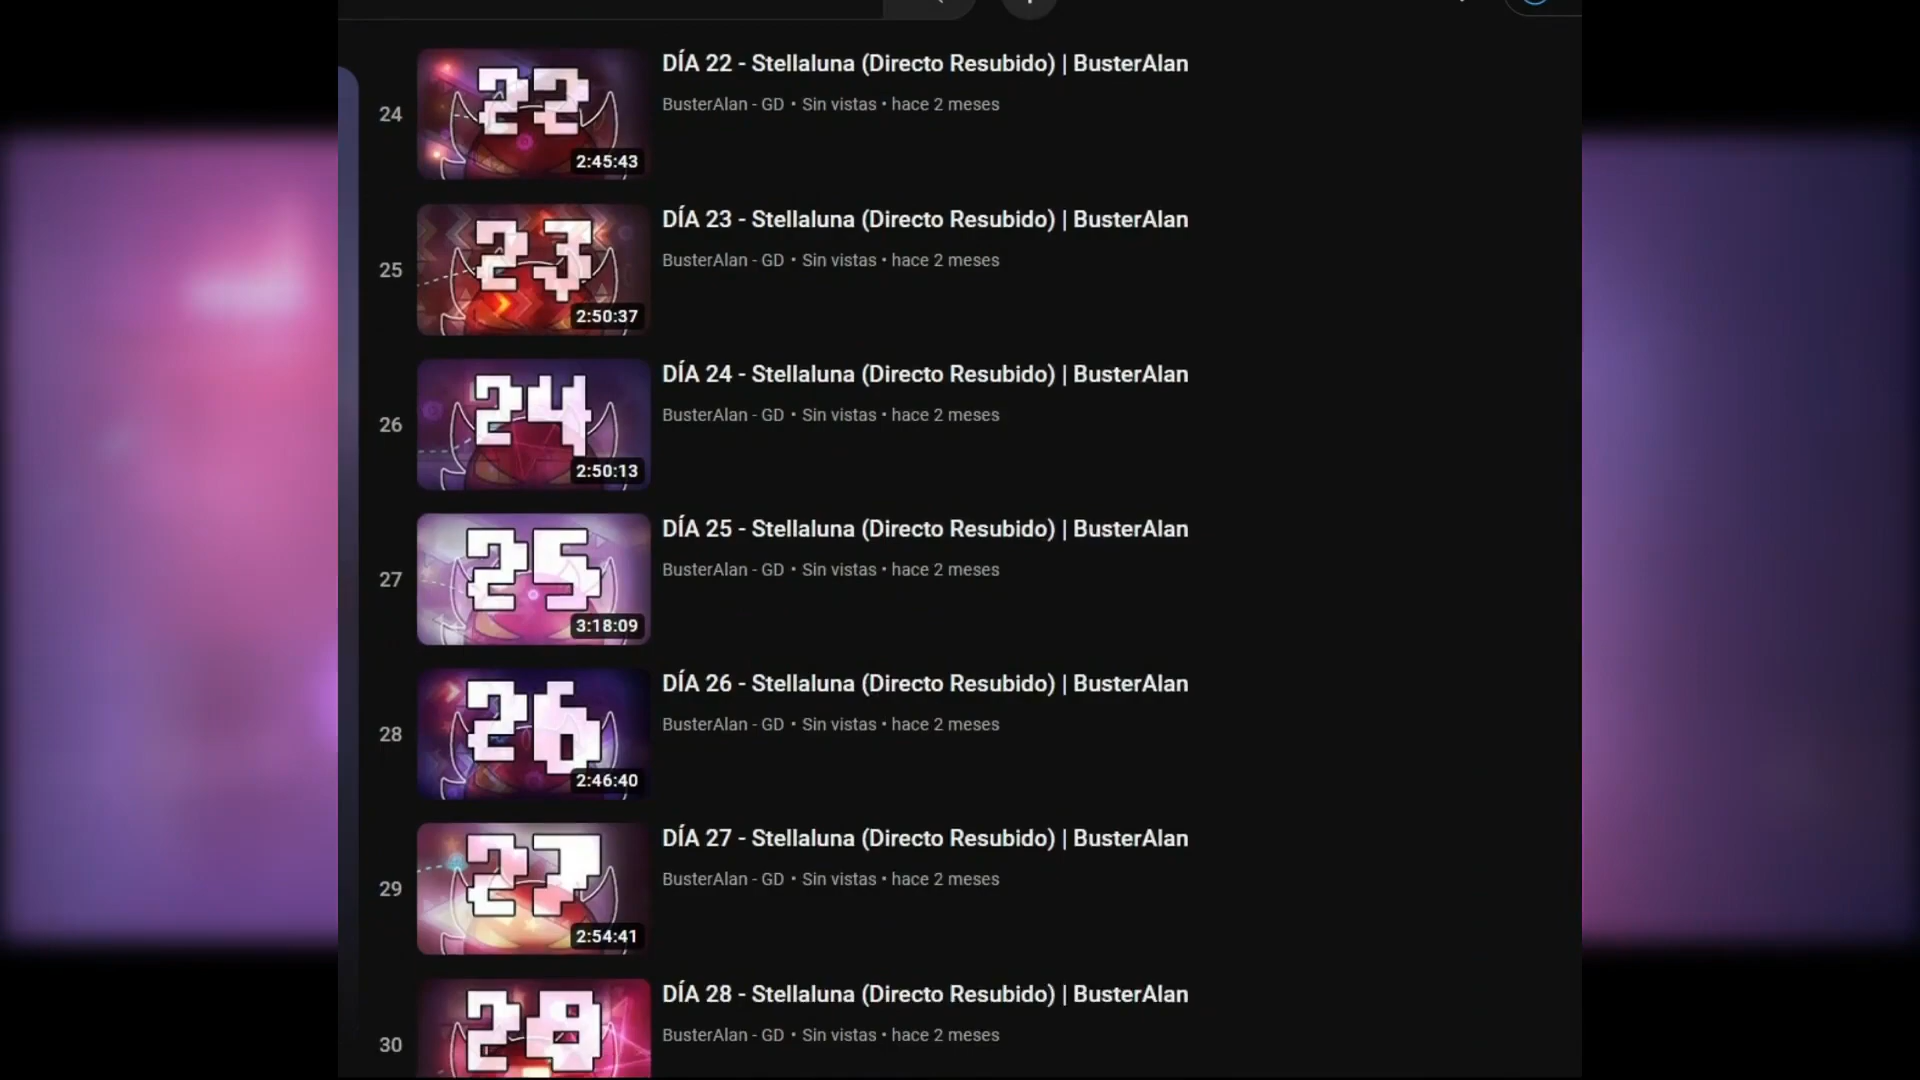 DÍA 22 - Stellaluna (Directo Resubido) | BusterAlan
24
22
BusterAlan - GD • Sin vistas • hace 2 meses
2:45:43
DÍA 23 - Stellaluna (Directo Resubido) | BusterAlan
25
23
BusterAlan - GD • Sin vistas • hace 2 meses
2:50:37
DÍA 24 - Stellaluna (Directo Resubido) | BusterAlan
26
24
BusterAlan - GD • Sin vistas • hace 2 meses
2:50:13
DÍA 25 - Stellaluna (Directo Resubido) | BusterAlan
27
25
BusterAlan - GD • Sin vistas • hace 2 meses
3:18:09
DÍA 26 - Stellaluna (Directo Resubido) | BusterAlan
28
26
BusterAlan - GD • Sin vistas • hace 2 meses
2:46:40
DÍA 27 - Stellaluna (Directo Resubido) | BusterAlan
29
27
BusterAlan - GD • Sin vistas • hace 2 meses
2:54:41
DÍA 28 - Stellaluna (Directo Resubido) | BusterAlan
30
28
BusterAlan - GD • Sin vistas • hace 2 meses